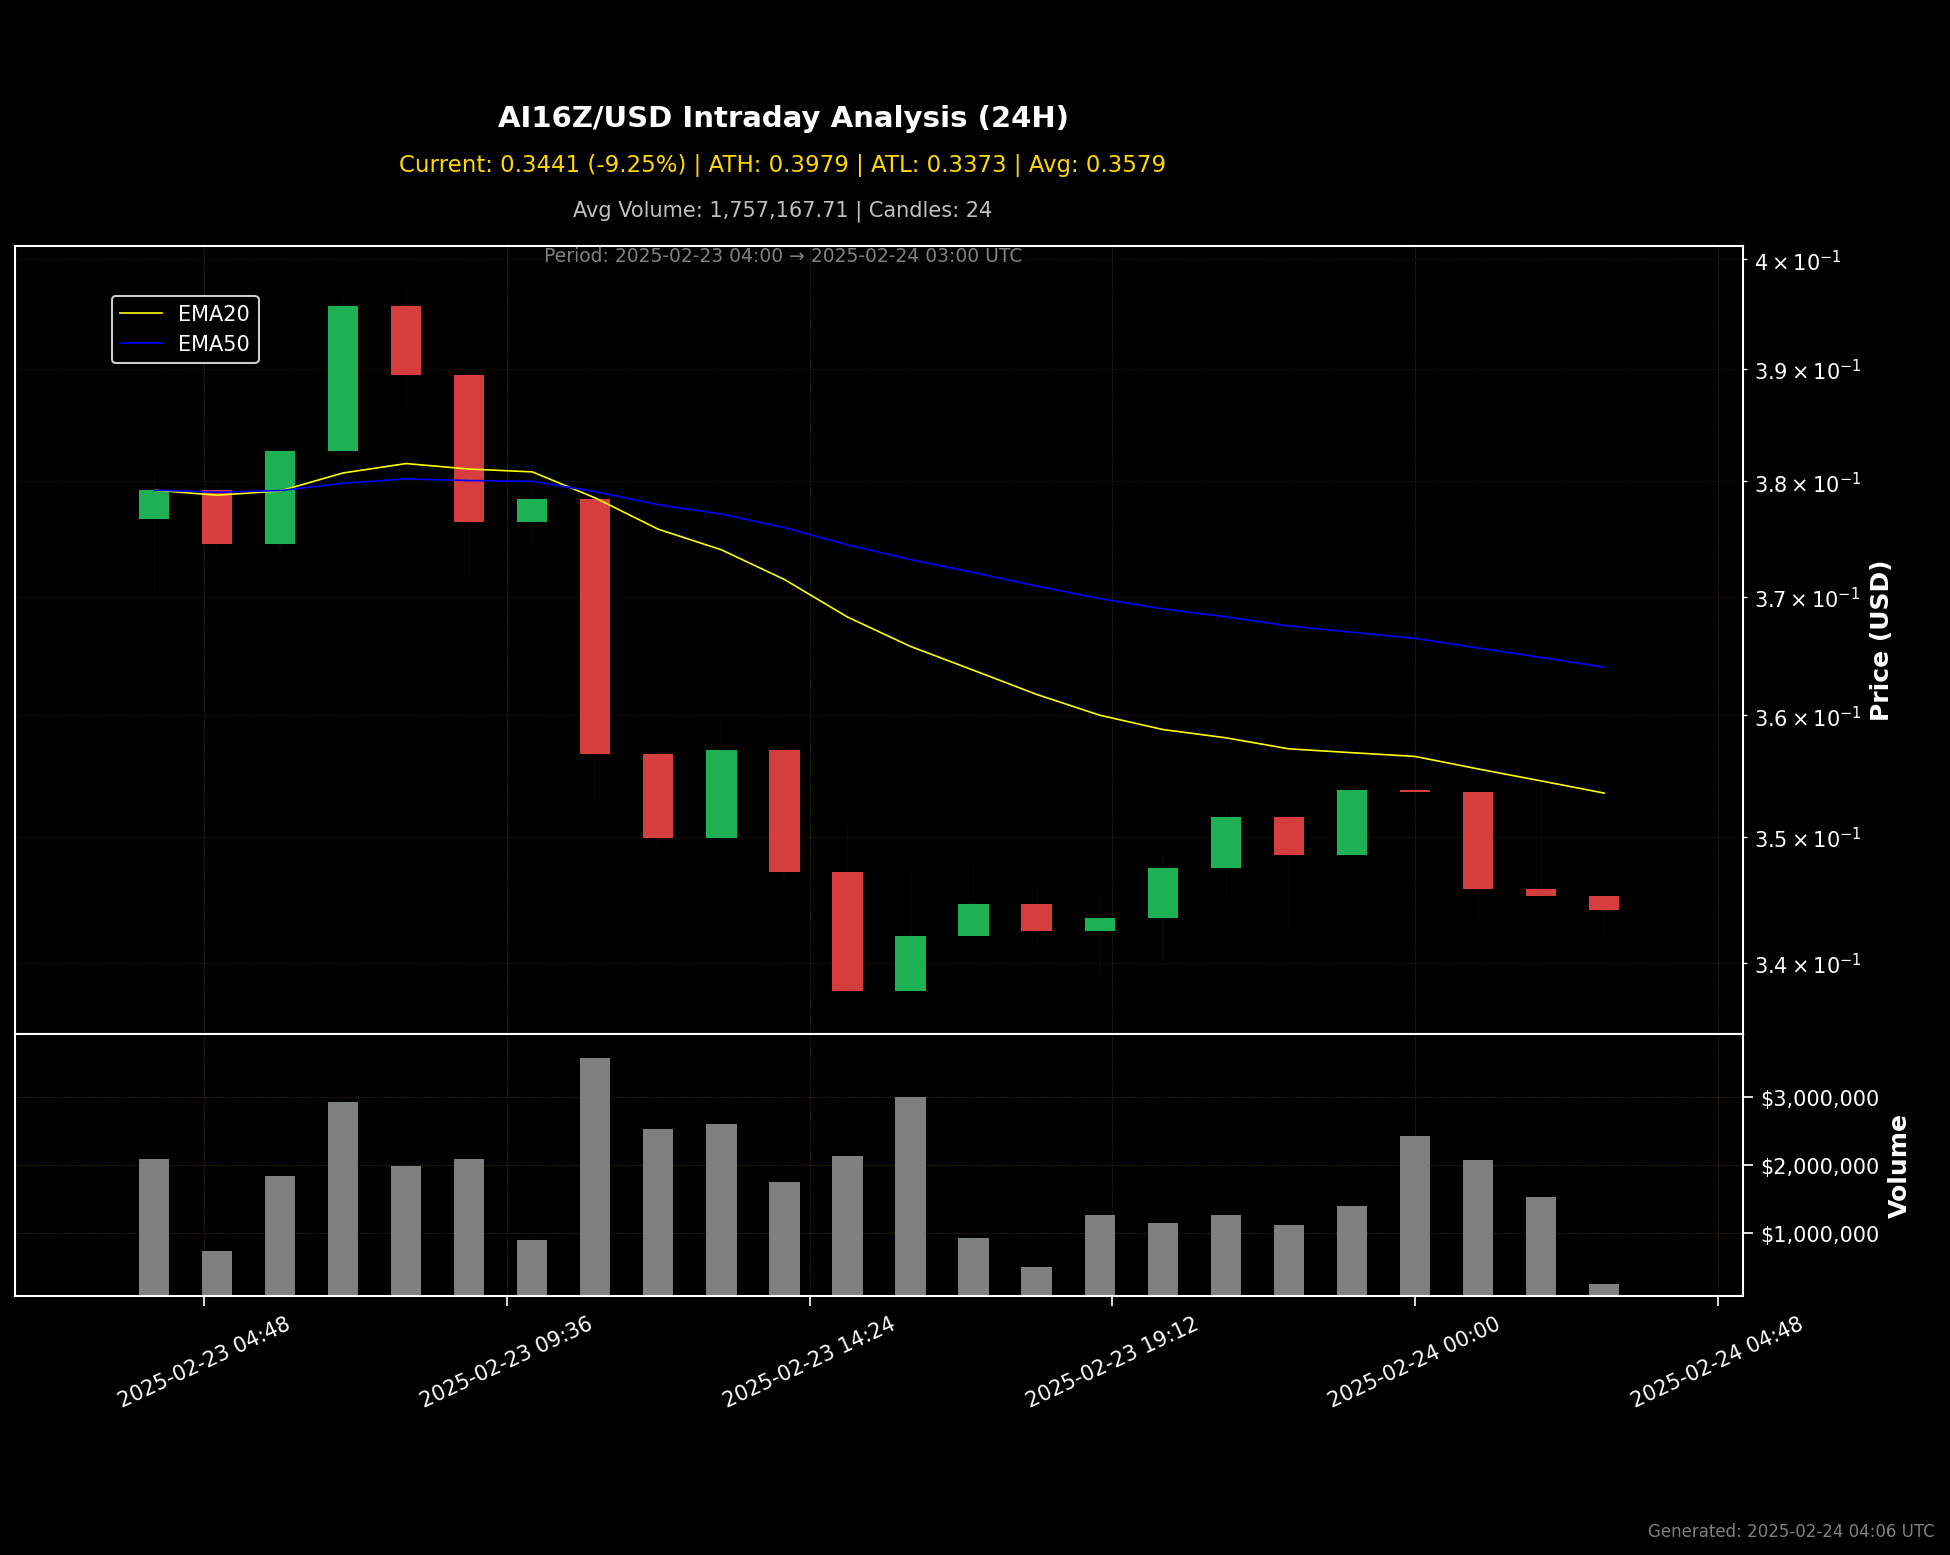 AI16Z/USD Intraday Analysis (24H)
Current: 0.3441 (-9.25%) | ATH: 0.3979 | ATL: 0.3373 | Avg: 0.3579
Avg Volume: 1,757,167.71 | Candles: 24
Period: 2025-02-23 04:00 → 2025-02-24 03:00 UTC
EMA20
EMA50
4 × 10⁻¹
3.9 × 10⁻¹
3.8 × 10⁻¹
3.7 × 10⁻¹
3.6 × 10⁻¹
3.5 × 10⁻¹
3.4 × 10⁻¹
Price (USD)
$3,000,000
$2,000,000
$1,000,000
Volume
2025-02-23 04:48
2025-02-23 09:36
2025-02-23 14:24
2025-02-23 19:12
2025-02-24 00:00
2025-02-24 04:48
Generated: 2025-02-24 04:06 UTC